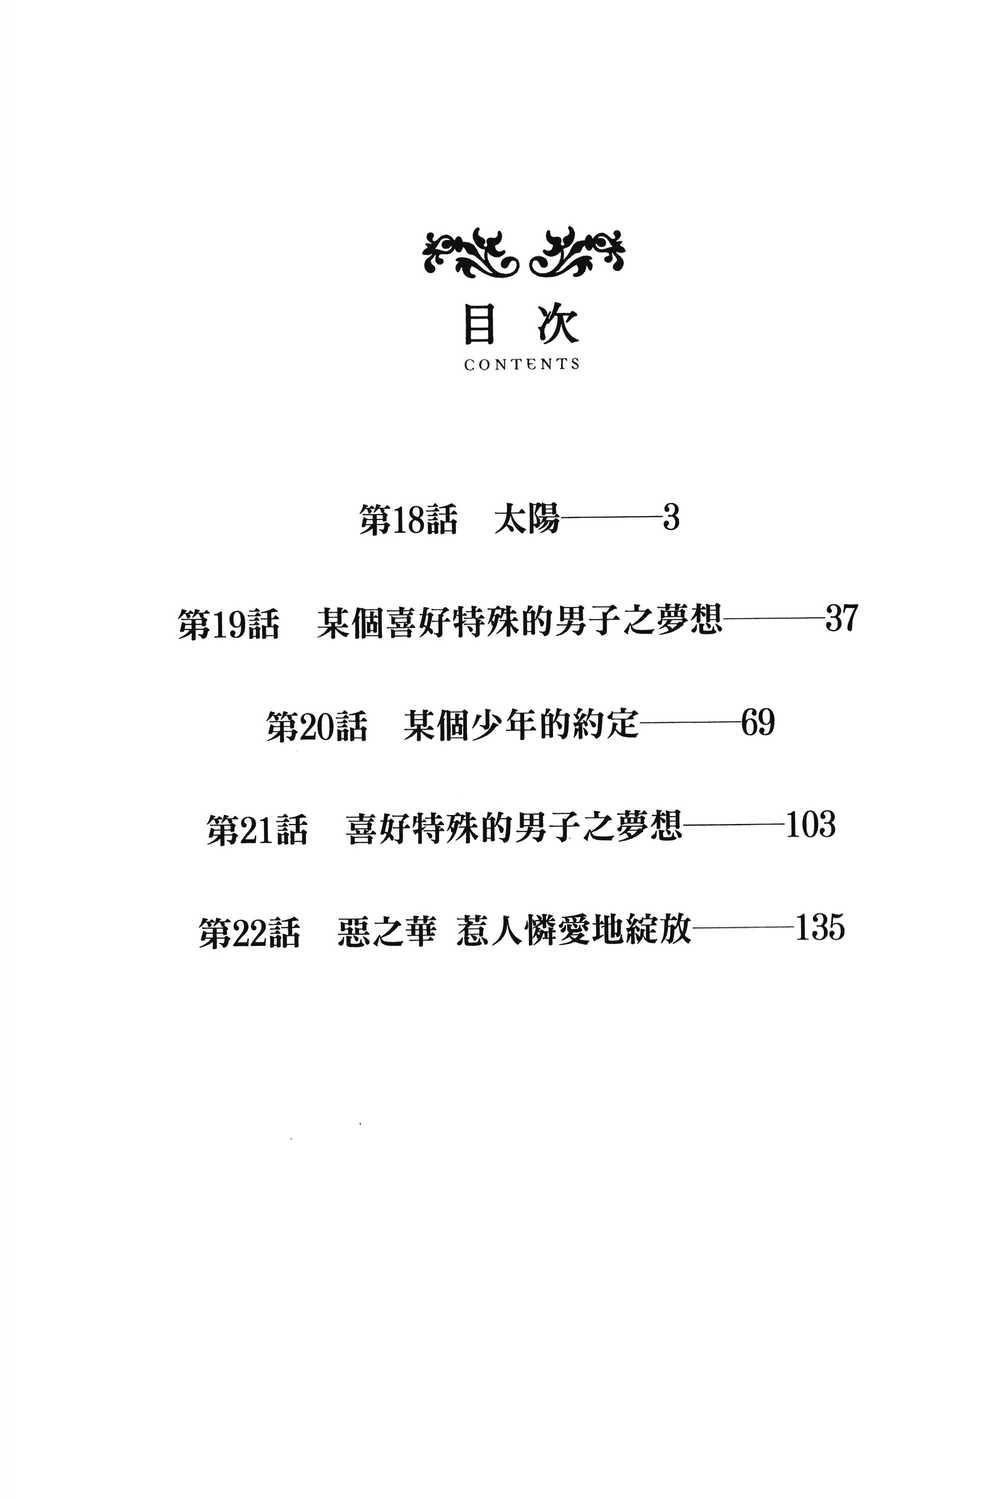 目 次
CONTENTS
第18話 太陽———3
第19話 某個喜好特殊的男子之夢想———37
第20話 某個少年的約定———69
第21話 喜好特殊的男子之夢想———103
第22話 惡之華 惹人憐愛地綻放———135